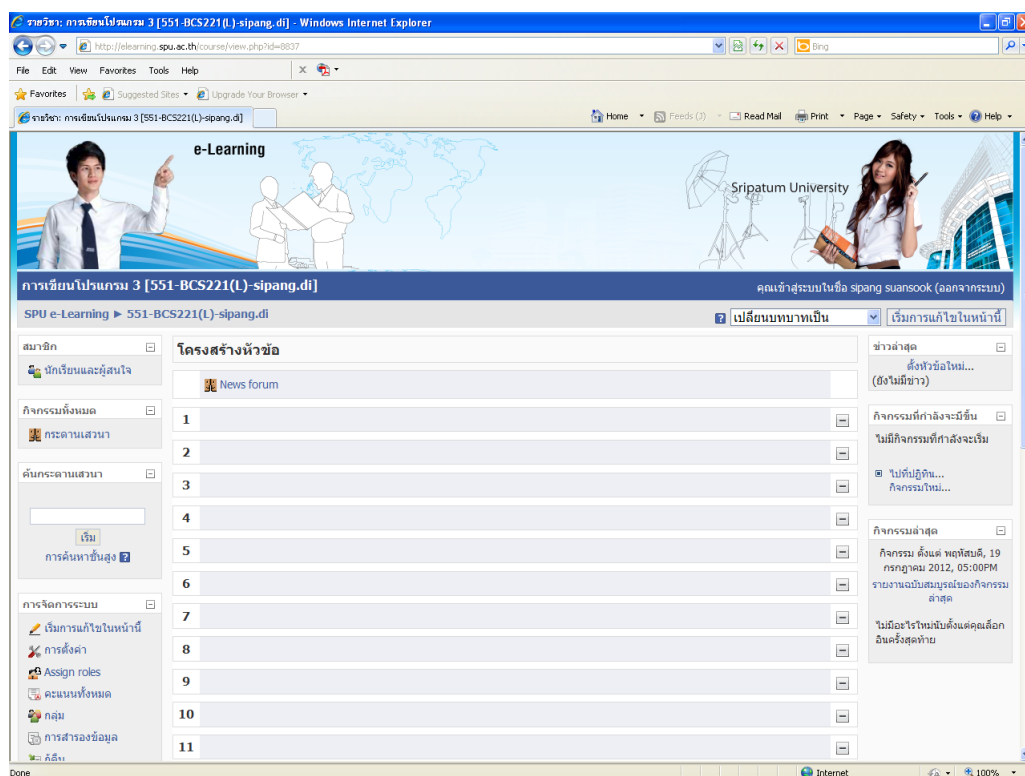 รายวิชา: การเขียนโปรแกรม 3 [551-BCS221(L)-sipang.di] - Windows Internet Explorer
http://elearning.spu.ac.th/course/view.php?id=8837
Bing
File Edit View Favorites Tools Help
Favorites Suggested Sites Upgrade Your Browser
รายวิชา: การเขียนโปรแกรม 3 [551-BCS221(L)-sipang.di]
Home Feeds (J) Read Mail Print Page Safety Tools Help
e-Learning
Sripatum University
การเขียนโปรแกรม 3 [551-BCS221(L)-sipang.di]
คุณเข้าสู่ระบบในชื่อ sipang suansook (ออกจากระบบ)
SPU e-Learning ► 551-BCS221(L)-sipang.di
เปลี่ยนบทบาทเป็น
เริ่มการแก้ไขในหน้านี้
สมาชิก
นักเรียนและผู้สนใจ
กิจกรรมทั้งหมด
กระดานเสวนา
ค้นกระดานเสวนา
เริ่ม
การค้นหาขั้นสูง
การจัดการระบบ
เริ่มการแก้ไขในหน้านี้
การตั้งค่า
Assign roles
คะแนนทั้งหมด
กลุ่ม
การสำรองข้อมูล
กู้คืน
โครงสร้างหัวข้อ
News forum
1
2
3
4
5
6
7
8
9
10
11
ข่าวล่าสุด
ตั้งหัวข้อใหม่...
(ยังไม่มีข่าว)
กิจกรรมที่กำลังจะมีขึ้น
ไม่มีกิจกรรมที่กำลังจะเริ่ม
ไปที่ปฏิทิน...
กิจกรรมใหม่...
กิจกรรมล่าสุด
กิจกรรม ตั้งแต่ พฤหัสบดี, 19
กรกฎาคม 2012, 05:00PM
รายงานฉบับสมบูรณ์ของกิจกรรม
ล่าสุด
ไม่มีอะไรใหม่นับตั้งแต่คุณล็อก
อินครั้งสุดท้าย
Done
Internet
100%